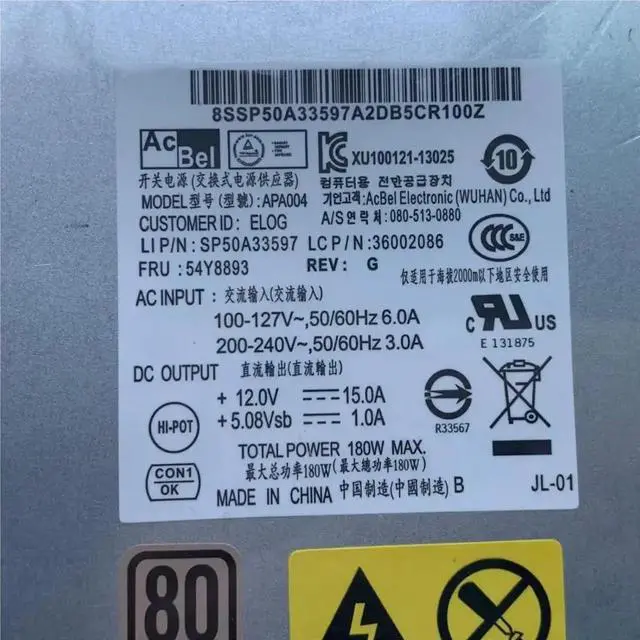 8SSP50A33597A2DB5CR100Z
AcBel
XU100121-13025
10
开关电源(交换式电源供应器)
컴퓨터용 전원공급장치
MODEL型号(型號):APA004
기업고객:AcBel Electronic (WUHAN) Co., Ltd
CUSTOMER ID: ELOG
A/S 연락처:080-513-0880
LI P/N: SP50A33597 LC P/N:36002086
CCC S&E
FRU : 54Y8893 REV: G
仅适用于海拔2000m以下地区安全使用
AC INPUT : 交流输入(交流輸入)
100-127V~,50/60Hz 6.0A
200-240V~,50/60Hz 3.0A
c RU US
E 131875
DC OUTPUT 直流輸出(直流輸出)
+ 12.0V 15.0A
+ 5.08Vsb 1.0A
HI-POT
R33567
TOTAL POWER 180W MAX.
最大总功率180W(最大總功率180W)
CON1
OK
MADE IN CHINA 中国制造(中國製造) B
JL-01
80